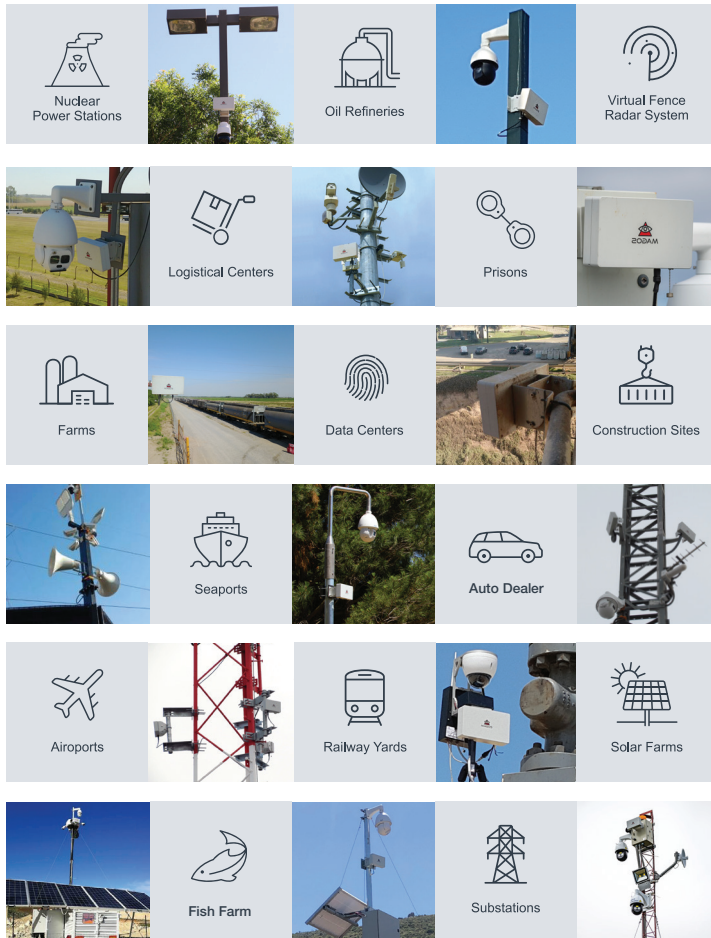 Nuclear
Power Stations
Oil Refineries
Virtual Fence
Radar System
Logistical Centers
Prisons
MAGOS
Farms
Data Centers
Construction Sites
Seaports
Auto Dealer
Airoports
Railway Yards
Solar Farms
Fish Farm
Substations